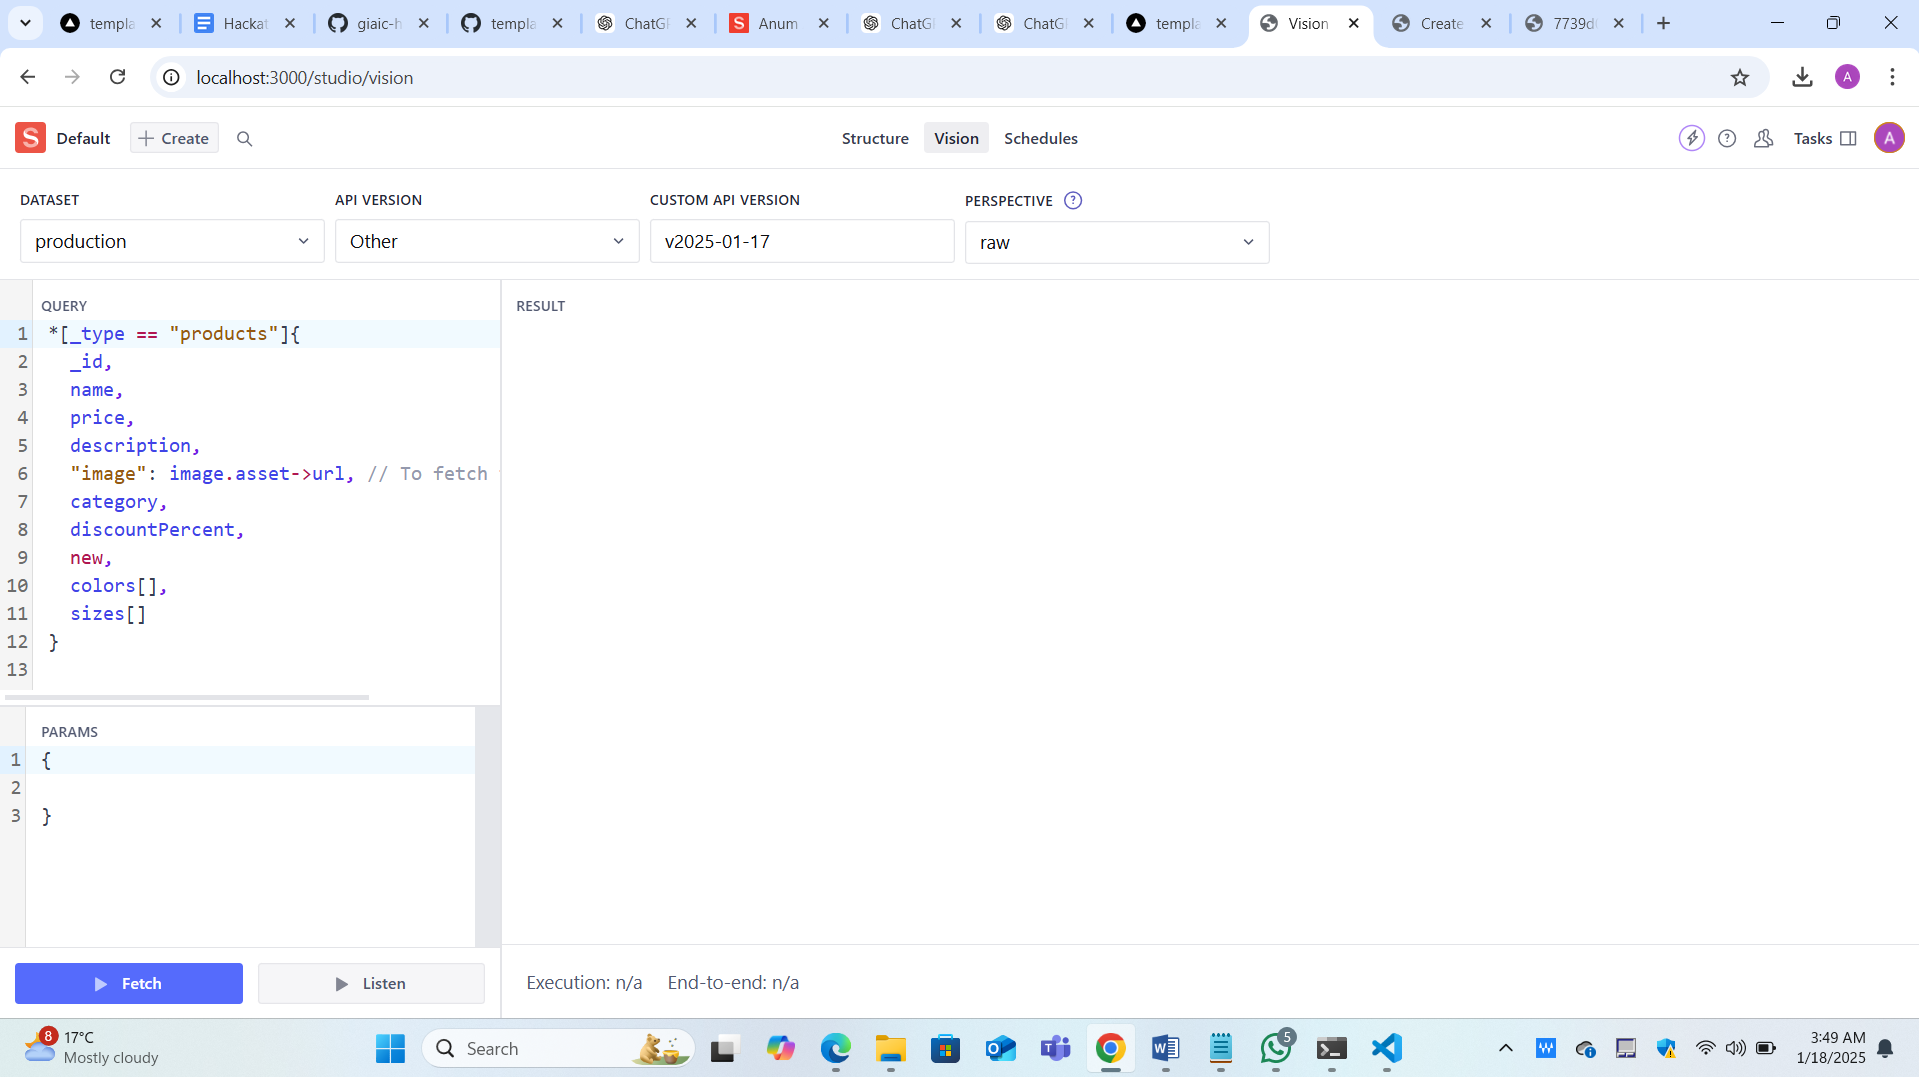 templa
Hackat
giaic-h
templa
ChatGP
Anum
ChatGP
ChatGP
templa
Vision
Create
7739d
localhost:3000/studio/vision
A
S
Default
Create
Structure
Vision
Schedules
Tasks
A
DATASET
API VERSION
CUSTOM API VERSION
PERSPECTIVE
production
Other
v2025-01-17
raw
QUERY
1 *[_type == "products"]{
2 _id,
3 name,
4 price,
5 description,
6 "image": image.asset->url, // To fetch
7 category,
8 discountPercent,
9 new,
10 colors[],
11 sizes[]
12 }
13
RESULT
PARAMS
1 {
2
3 }
Fetch
Listen
Execution: n/a
End-to-end: n/a
8
17°C
Mostly cloudy
Search
5
3:49 AM
1/18/2025